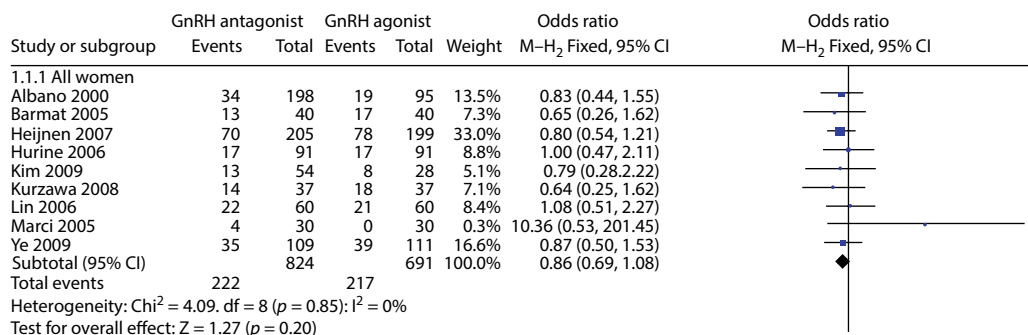 GnRH antagonist GnRH agonist Odds ratio Odds ratio
Study or subgroup Events Total Events Total Weight M–H₂ Fixed, 95% CI M–H₂ Fixed, 95% CI
1.1.1 All women
Albano 2000 34 198 19 95 13.5% 0.83 (0.44, 1.55)
Barmat 2005 13 40 17 40 7.3% 0.65 (0.26, 1.62)
Heijnen 2007 70 205 78 199 33.0% 0.80 (0.54, 1.21)
Hurine 2006 17 91 17 91 8.8% 1.00 (0.47, 2.11)
Kim 2009 13 54 8 28 5.1% 0.79 (0.28.2.22)
Kurzawa 2008 14 37 18 37 7.1% 0.64 (0.25, 1.62)
Lin 2006 22 60 21 60 8.4% 1.08 (0.51, 2.27)
Marci 2005 4 30 0 30 0.3% 10.36 (0.53, 201.45)
Ye 2009 35 109 39 111 16.6% 0.87 (0.50, 1.53)
Subtotal (95% CI) 824 691 100.0% 0.86 (0.69, 1.08)
Total events 222 217
Heterogeneity: Chi² = 4.09. df = 8 (p = 0.85): I² = 0%
Test for overall effect: Z = 1.27 (p = 0.20)